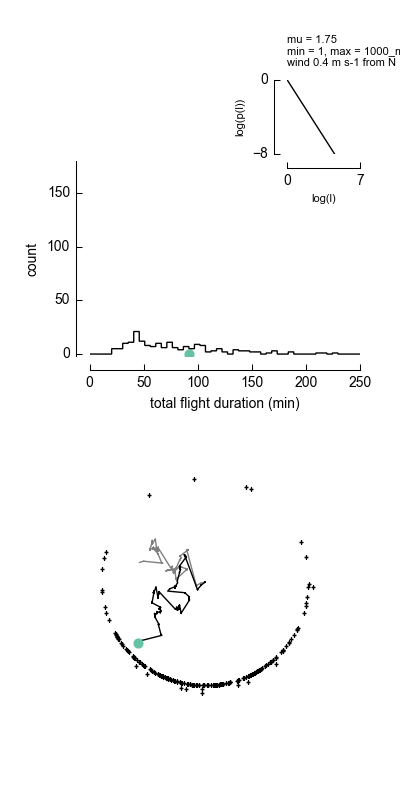 mu = 1.75
min = 1, max = 1000_m
wind 0.4 m s-1 from N
0
log(p(l))
−8
0 7
log(l)
150
100
count
50
0
0 50 100 150 200 250
total flight duration (min)